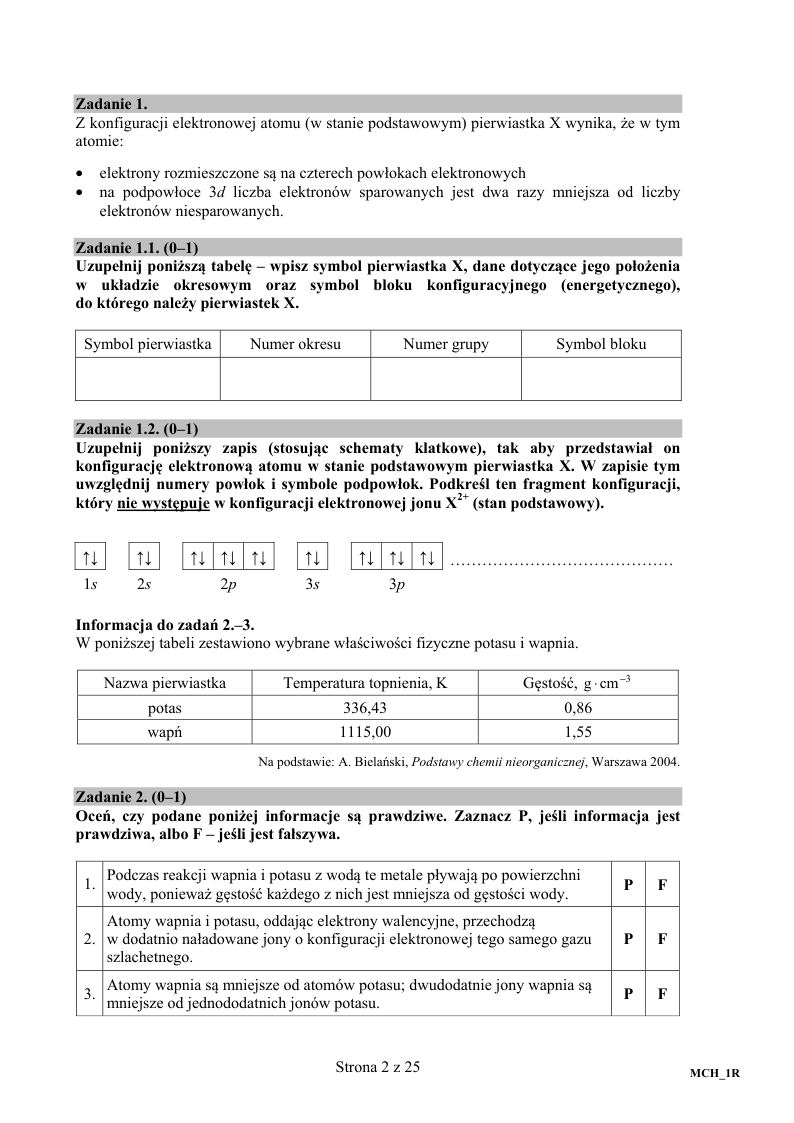 Zadanie 1.
Z konfiguracji elektronowej atomu (w stanie podstawowym) pierwiastka X wynika, że w tym
atomie:
• elektrony rozmieszczone są na czterech powłokach elektronowych
• na podpowłoce 3d liczba elektronów sparowanych jest dwa razy mniejsza od liczby
elektronów niesparowanych.
Zadanie 1.1. (0–1)
Uzupełnij poniższą tabelę – wpisz symbol pierwiastka X, dane dotyczące jego położenia
w układzie okresowym oraz symbol bloku konfiguracyjnego (energetycznego),
do którego należy pierwiastek X.
Symbol pierwiastka Numer okresu Numer grupy Symbol bloku
Zadanie 1.2. (0–1)
Uzupełnij poniższy zapis (stosując schematy klatkowe), tak aby przedstawiał on
konfigurację elektronową atomu w stanie podstawowym pierwiastka X. W zapisie tym
uwzględnij numery powłok i symbole podpowłok. Podkreśl ten fragment konfiguracji,
który nie występuje w konfiguracji elektronowej jonu X²⁺ (stan podstawowy).
↑↓ ↑↓ ↑↓ ↑↓ ↑↓ ↑↓ ↑↓ ↑↓ ↑↓ ..........................................
1s 2s 2p 3s 3p
Informacja do zadań 2.–3.
W poniższej tabeli zestawiono wybrane właściwości fizyczne potasu i wapnia.
Nazwa pierwiastka Temperatura topnienia, K Gęstość, g · cm⁻³
potas 336,43 0,86
wapń 1115,00 1,55
Na podstawie: A. Bielański, Podstawy chemii nieorganicznej, Warszawa 2004.
Zadanie 2. (0–1)
Oceń, czy podane poniżej informacje są prawdziwe. Zaznacz P, jeśli informacja jest
prawdziwa, albo F – jeśli jest fałszywa.
1. Podczas reakcji wapnia i potasu z wodą te metale pływają po powierzchni
wody, ponieważ gęstość każdego z nich jest mniejsza od gęstości wody. P F
2. Atomy wapnia i potasu, oddając elektrony walencyjne, przechodzą
w dodatnio naładowane jony o konfiguracji elektronowej tego samego gazu
szlachetnego. P F
3. Atomy wapnia są mniejsze od atomów potasu; dwudodatnie jony wapnia są
mniejsze od jednododatnich jonów potasu. P F
Strona 2 z 25
MCH_1R